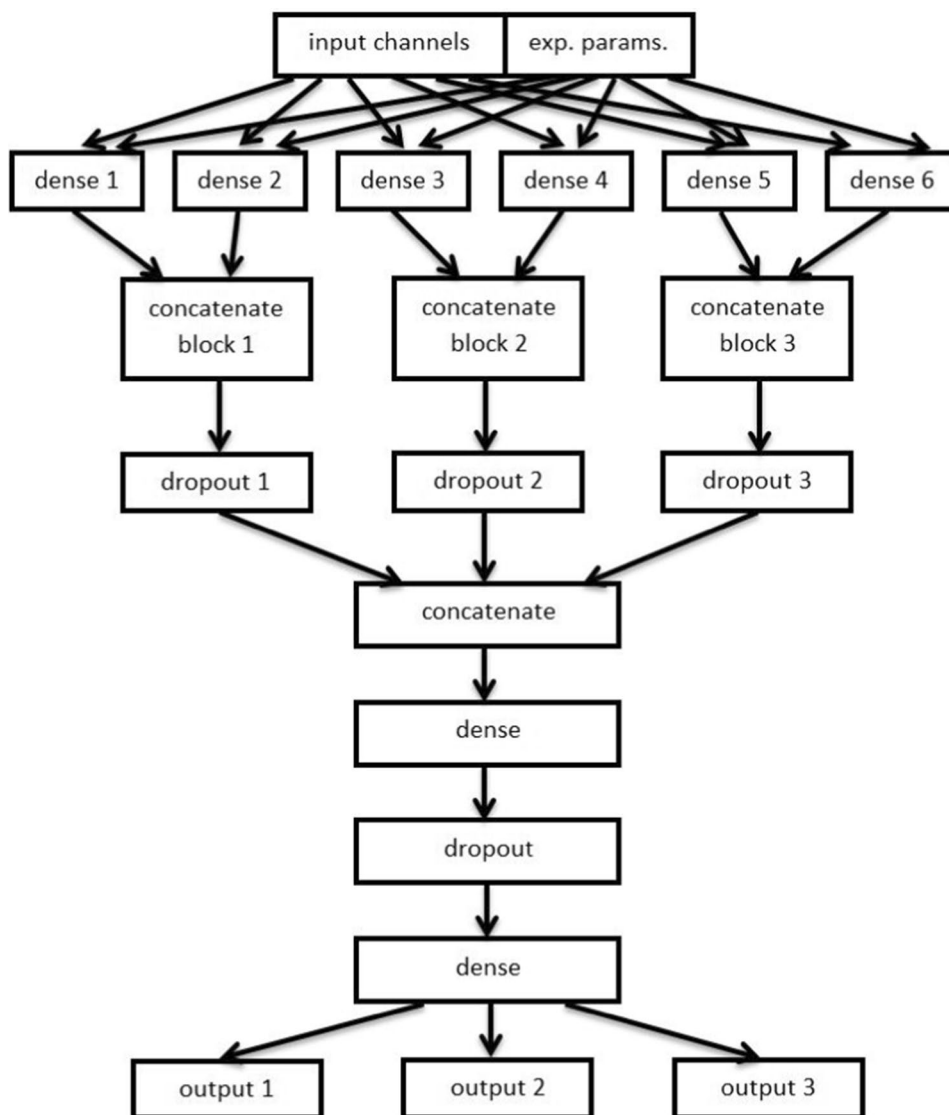 input channels
exp. params.
dense 1
dense 2
dense 3
dense 4
dense 5
dense 6
concatenate
block 1
concatenate
block 2
concatenate
block 3
dropout 1
dropout 2
dropout 3
concatenate
dense
dropout
dense
output 1
output 2
output 3